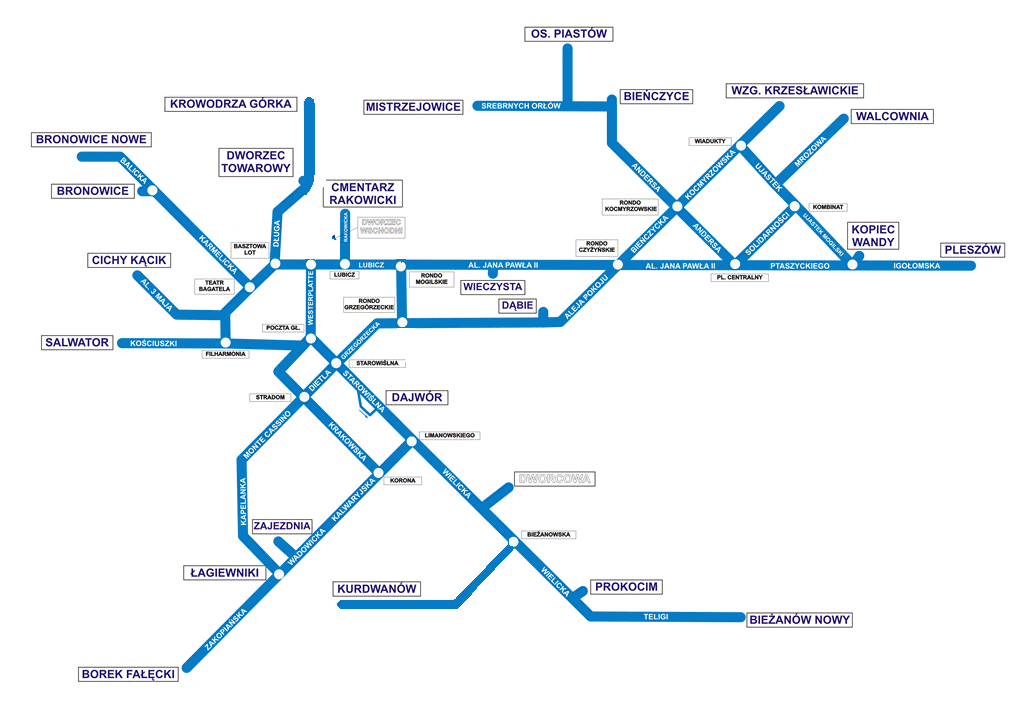 OS. PIASTÓW
KROWODRZA GÓRKA
MISTRZEJOWICE
SREBRNYCH ORŁÓW
BIEŃCZYCE
WZG. KRZESŁAWICKIE
WALCOWNIA
BRONOWICE NOWE
BALICKA
BRONOWICE
DWORZEC
TOWAROWY
CMENTARZ
RAKOWICKI
RAKOWICKA
DWORZEC
WSCHODNI
WIADUKTY
ANDERSA
KOCMYRZOWSKA
UJASTEK
MROZOWA
RONDO
KOCMYRZOWSKIE
KOMBINAT
UJASTEK MOGILSKI
KOPIEC
WANDY
PLESZÓW
CICHY KĄCIK
KARMELICKA
BASZTOWA
LOT
DŁUGA
RONDO
CZYŻYŃSKIE
BIEŃCZYCKA
ANDERSA
SOLIDARNOŚCI
LUBICZ
AL. JANA PAWŁA II
AL. JANA PAWŁA II
PTASZYCKIEGO
IGOŁOMSKA
LUBICZ
RONDO
MOGILSKIE
WIECZYSTA
PL. CENTRALNY
AL. 3 MAJA
TEATR
BAGATELA
WESTERPLATTE
RONDO
GRZEGÓRZECKIE
DĄBIE
ALEJA POKOJU
SALWATOR
KOŚCIUSZKI
FILHARMONIA
POCZTA GŁ.
GRZEGÓRZECKA
STAROWIŚLNA
DIETLA
STAROWIŚLNA
STRADOM
DAJWÓR
MONTE CASSINO
KRAKOWSKA
LIMANOWSKIEGO
KORONA
WIELICKA
DWORCOWA
KAPELANKA
KALWARYJSKA
ZAJEZDNIA
WADOWICKA
BIEŻANOWSKA
ŁAGIEWNIKI
KURDWANÓW
WIELICKA
PROKOCIM
ZAKOPIAŃSKA
TELIGI
BIEŻANÓW NOWY
BOREK FAŁĘCKI